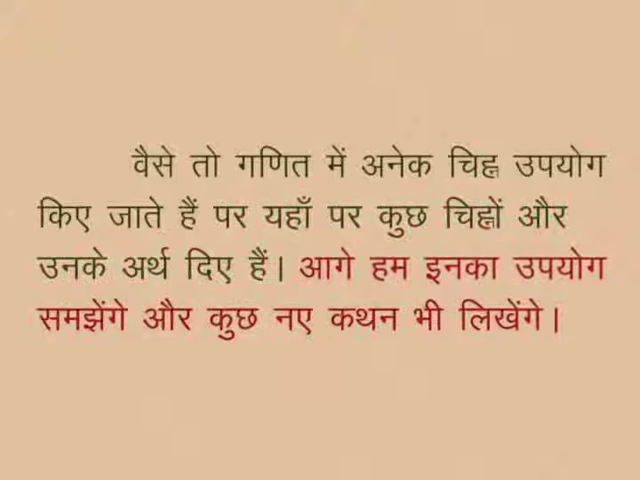 वैसे तो गणित में अनेक चिह्न उपयोग
किए जाते हैं पर यहाँ पर कुछ चिह्नों और
उनके अर्थ दिए हैं। आगे हम इनका उपयोग
समझेंगे और कुछ नए कथन भी लिखेंगे।